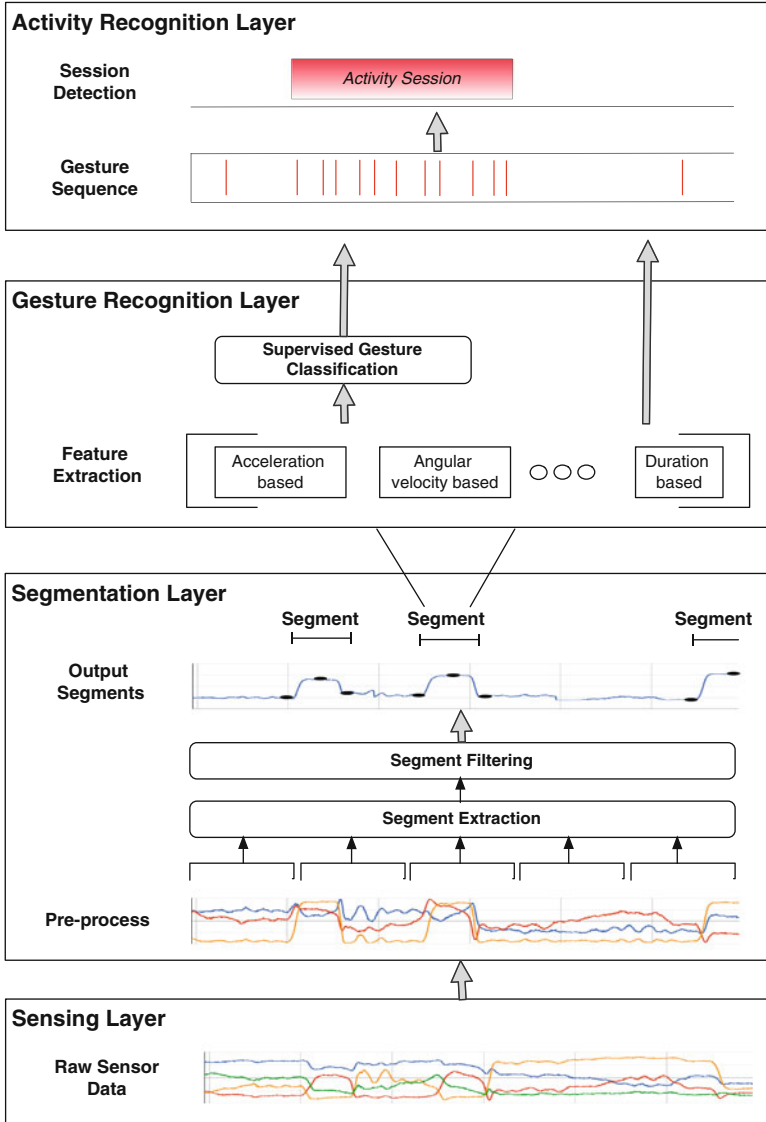 Activity Recognition Layer
Session
Detection
Activity Session
Gesture
Sequence
Gesture Recognition Layer
Supervised Gesture
Classification
Feature
Extraction
Acceleration
based
Angular
velocity based
Duration
based
Segmentation Layer
Segment
Segment
Segment
Output
Segments
Segment Filtering
Segment Extraction
Pre-process
Sensing Layer
Raw Sensor
Data